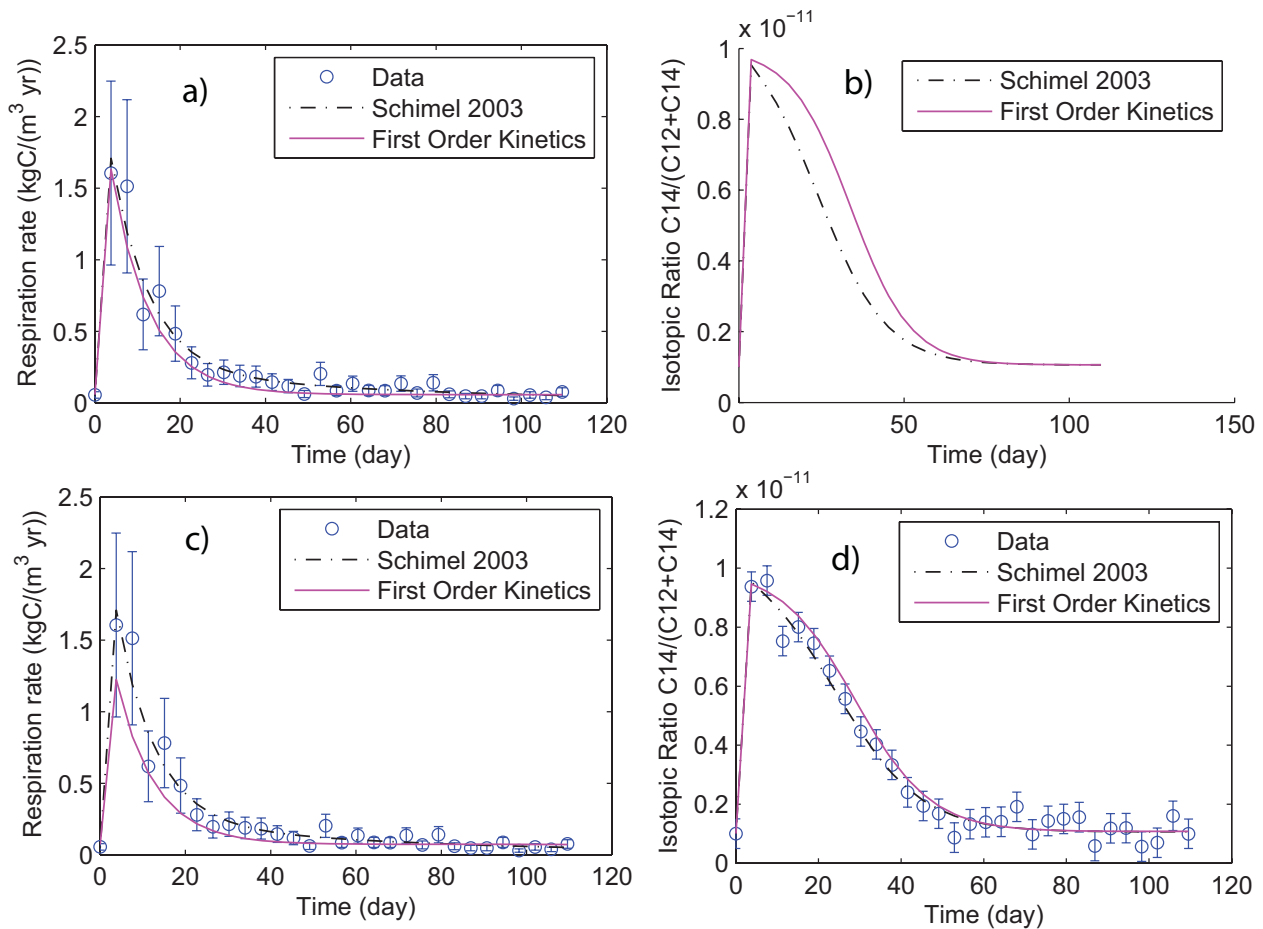 a)
Data
Schimel 2003
First Order Kinetics
Respiration rate (kgC/(m³ yr))
2.5
2
1.5
1
0.5
0
0 20 40 60 80 100 120
Time (day)
x 10⁻¹¹
b)
Schimel 2003
First Order Kinetics
Isotopic Ratio C14/(C12+C14)
1
0.8
0.6
0.4
0.2
0
0 50 100 150
Time (day)
c)
Data
Schimel 2003
First Order Kinetics
Respiration rate (kgC/(m³ yr))
2.5
2
1.5
1
0.5
0
0 20 40 60 80 100 120
Time (day)
x 10⁻¹¹
d)
Data
Schimel 2003
First Order Kinetics
Isotopic Ratio C14/(C12+C14)
1.2
1
0.8
0.6
0.4
0.2
0
0 20 40 60 80 100 120
Time (day)